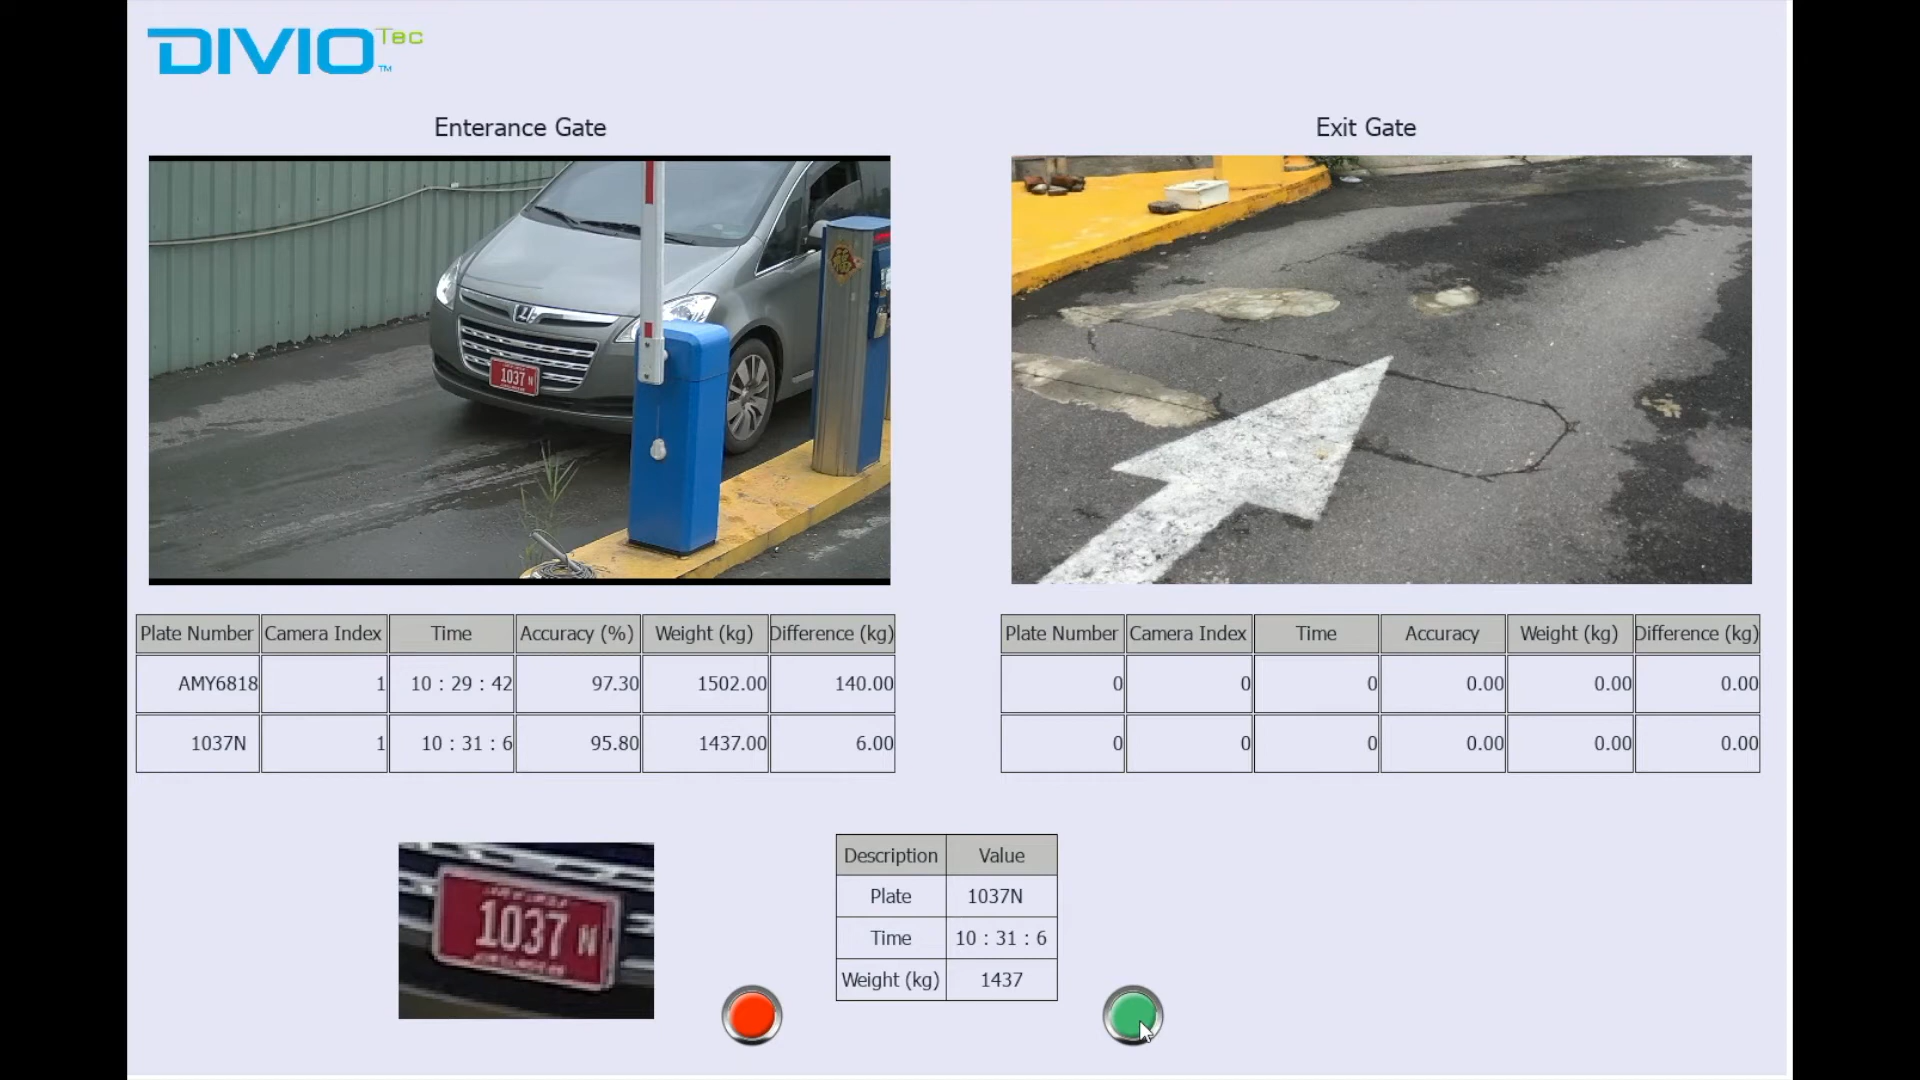 DIVIO Tec
TM
Enterance Gate
Exit Gate
福
1037 N
Plate Number Camera Index Time Accuracy (%) Weight (kg) Difference (kg)
AMY6818 1 10 : 29 : 42 97.30 1502.00 140.00
1037N 1 10 : 31 : 6 95.80 1437.00 6.00
Plate Number Camera Index Time Accuracy Weight (kg) Difference (kg)
0 0 0 0.00 0.00 0.00
0 0 0 0.00 0.00 0.00
1037 N
Description Value
Plate 1037N
Time 10 : 31 : 6
Weight (kg) 1437